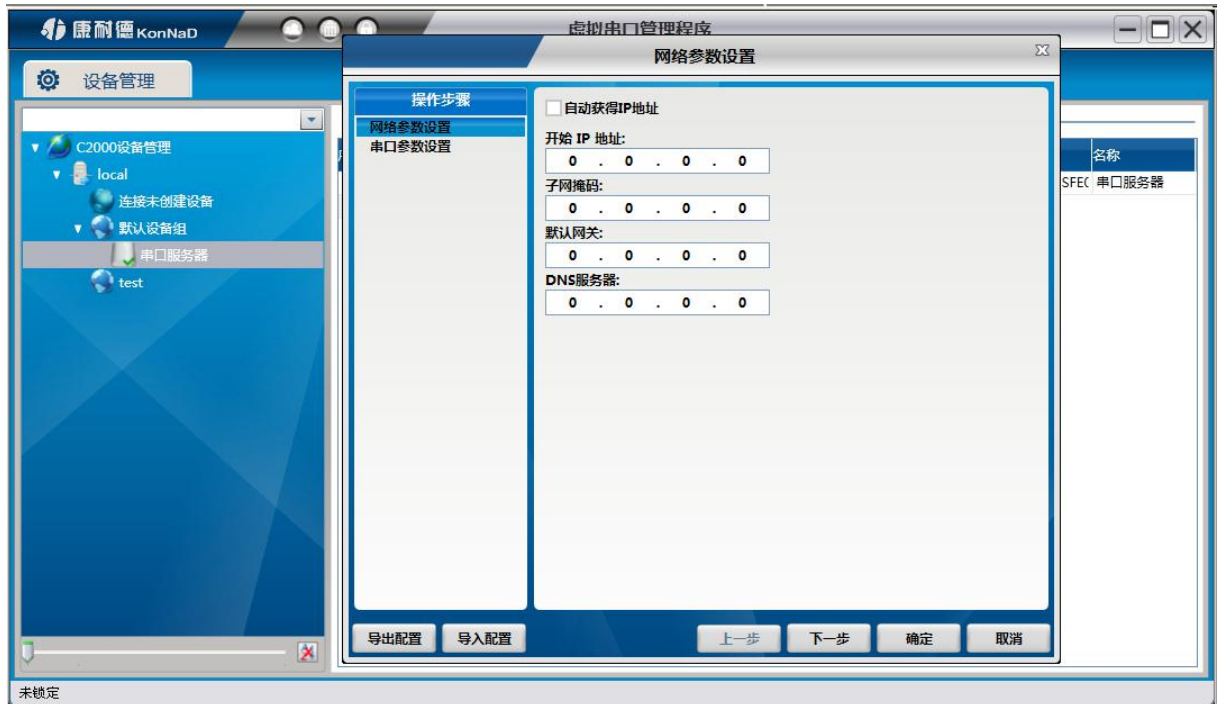 康耐德 KonNaD
虚拟串口管理程序
设备管理
C2000设备管理
local
连接未创建设备
默认设备组
串口服务器
test
未锁定
网络参数设置
操作步骤
网络参数设置
串口参数设置
自动获得IP地址
开始 IP 地址:
0 . 0 . 0 . 0
子网掩码:
0 . 0 . 0 . 0
默认网关:
0 . 0 . 0 . 0
DNS服务器:
0 . 0 . 0 . 0
导出配置 导入配置 上一步 下一步 确定 取消
名称
串口服务器